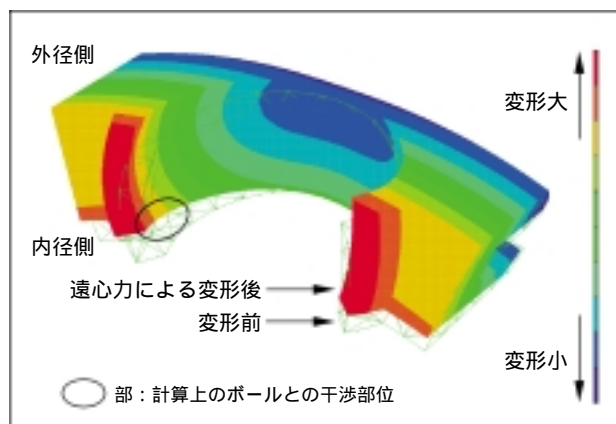 外径側
変形大
内径側
遠心力による変形後
変形前
変形小
部：計算上のボールとの干渉部位